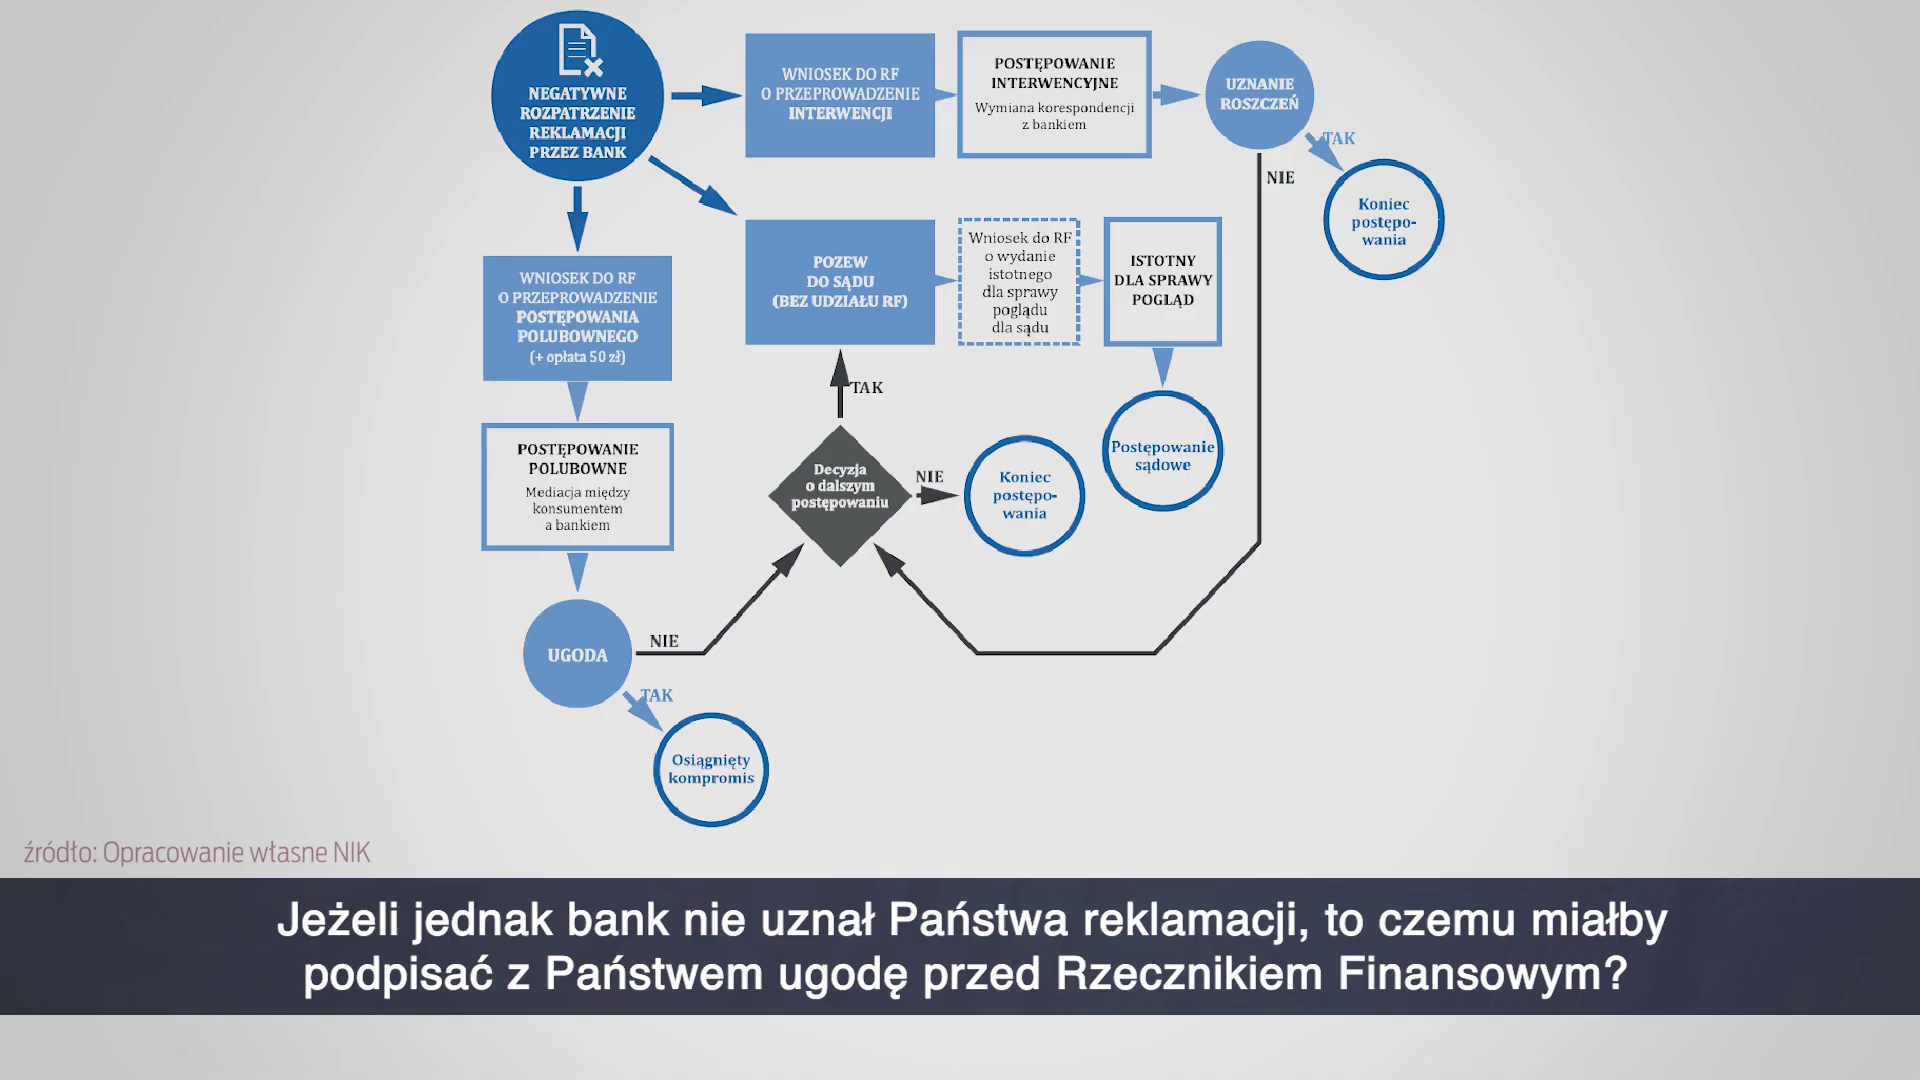 NEGATYWNE
ROZPATRZENIE
REKLAMACJI
PRZEZ BANK
WNIOSEK DO RF
O PRZEPROWADZENIE
INTERWENCJI
POSTĘPOWANIE
INTERWENCYJNE
Wymiana korespondencji
z bankiem
UZNANIE
ROSZCZEŃ
TAK
NIE
Koniec
postępo-
wania
WNIOSEK DO RF
O PRZEPROWADZENIE
POSTĘPOWANIA
POLUBOWNEGO
(+ opłata 50 zł)
POZEW
DO SĄDU
(BEZ UDZIAŁU RF)
Wniosek do RF
o wydanie
istotnego
dla sprawy
poglądu
dla sądu
ISTOTNY
DLA SPRAWY
POGLĄD
TAK
POSTĘPOWANIE
POLUBOWNE
Mediacja między
konsumentem
a bankiem
Decyzja
o dalszym
postępowaniu
NIE
Koniec
postępo-
wania
Postępowanie
sądowe
UGODA
NIE
TAK
Osiągnięty
kompromis
źródło: Opracowanie własne NIK
Jeżeli jednak bank nie uznał Państwa reklamacji, to czemu miałby
podpisać z Państwem ugodę przed Rzecznikiem Finansowym?